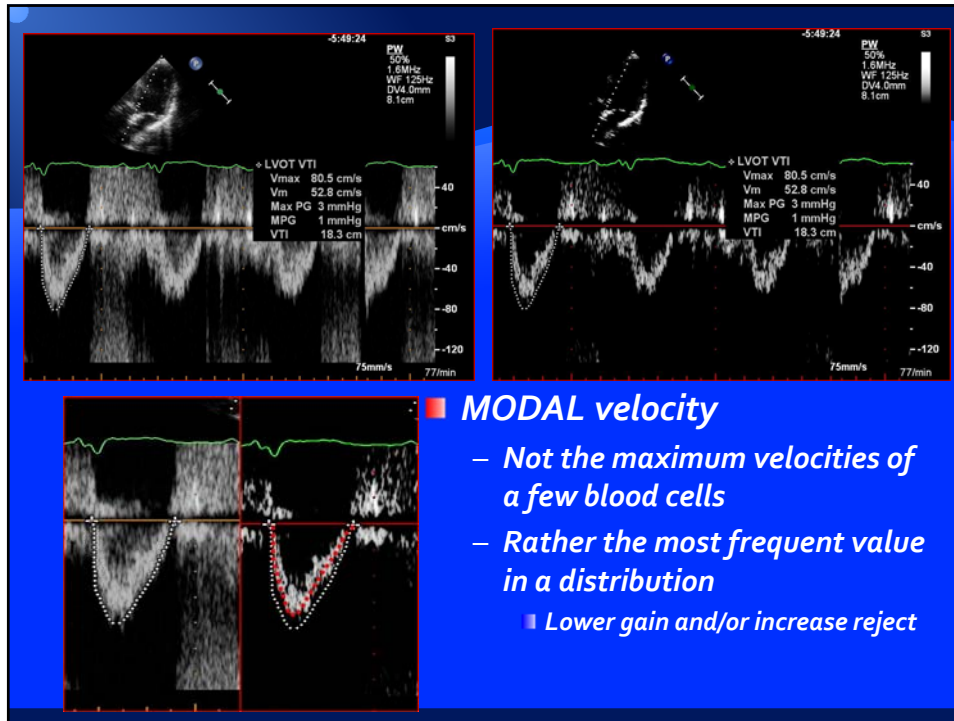 -5:49:24
S3
PW
50%
1.6MHz
WF 125Hz
DV4.0mm
8.1cm
LVOT VTI
Vmax 80.5 cm/s
Vm 52.8 cm/s
Max PG 3 mmHg
MPG 1 mmHg
VTI 18.3 cm
40
cm/s
-40
-80
-120
75mm/s
77/min
-5:49:24
S3
PW
50%
1.6MHz
WF 125Hz
DV4.0mm
8.1cm
LVOT VTI
Vmax 80.5 cm/s
Vm 52.8 cm/s
Max PG 3 mmHg
MPG 1 mmHg
VTI 18.3 cm
40
cm/s
-40
-80
-120
75mm/s
77/min
MODAL velocity
– Not the maximum velocities of
a few blood cells
– Rather the most frequent value
in a distribution
Lower gain and/or increase reject